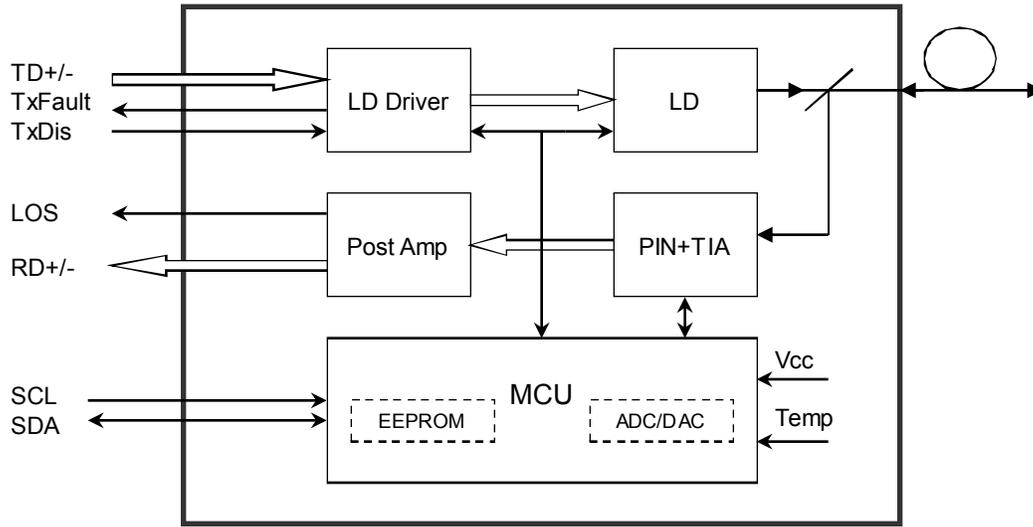 TD+/-
TxFault
TxDis
LD Driver
LD
LOS
RD+/-
Post Amp
PIN+TIA
SCL
SDA
MCU
EEPROM
ADC/DAC
Vcc
Temp